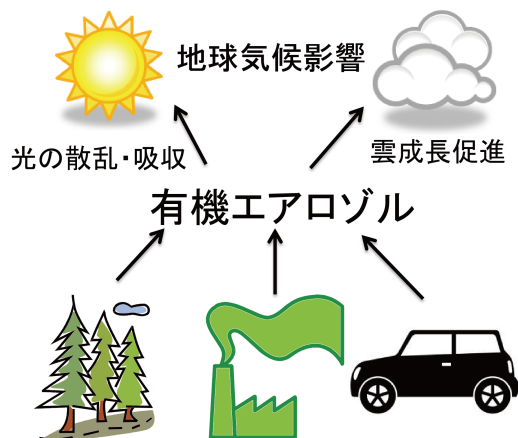 地球気候影響
光の散乱・吸収
雲成長促進
有機エアロゾル